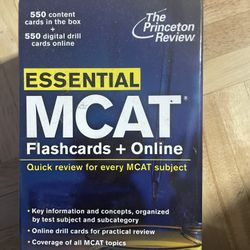 550 content
cards in the box
+
550 digital drill
cards online
The
Princeton
Review
ESSENTIAL
MCAT®
Flashcards + Online
Quick review for every MCAT subject
• Key information and concepts, organized
by test subject and subcategory
• Online drill cards for practical review
• Coverage of all MCAT topics